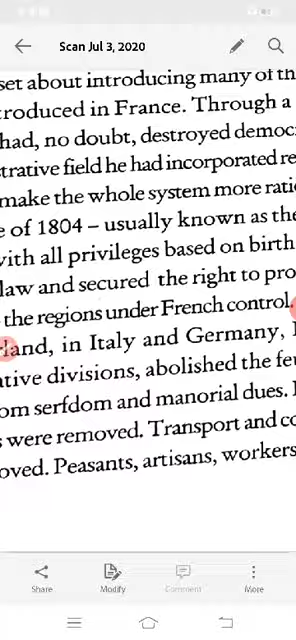 Scan Jul 3, 2020
set about introducing many of th
troduced in France. Through a
had, no doubt, destroyed democ
trative field he had incorporated re
make the whole system more rati
e of 1804 – usually known as the
with all privileges based on birth
law and secured the right to pro
the regions under French control.
rland, in Italy and Germany,
ative divisions, abolished the feu
om serfdom and manorial dues.
s were removed. Transport and co
oved. Peasants, artisans, workers
Share Modify Comment More